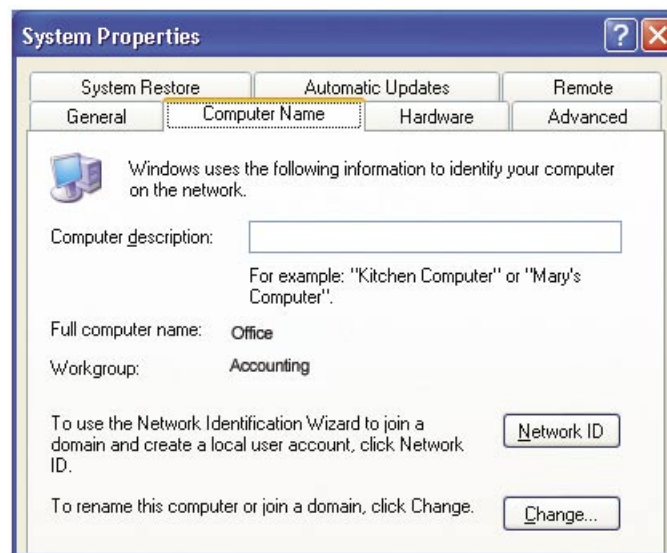 System Properties
System Restore Automatic Updates Remote
General Computer Name Hardware Advanced
Windows uses the following information to identify your computer
on the network.
Computer description:
For example: "Kitchen Computer" or "Mary's
Computer".
Full computer name: Office
Workgroup: Accounting
To use the Network Identification Wizard to join a
domain and create a local user account, click Network
ID.
Network ID
To rename this computer or join a domain, click Change.
Change...